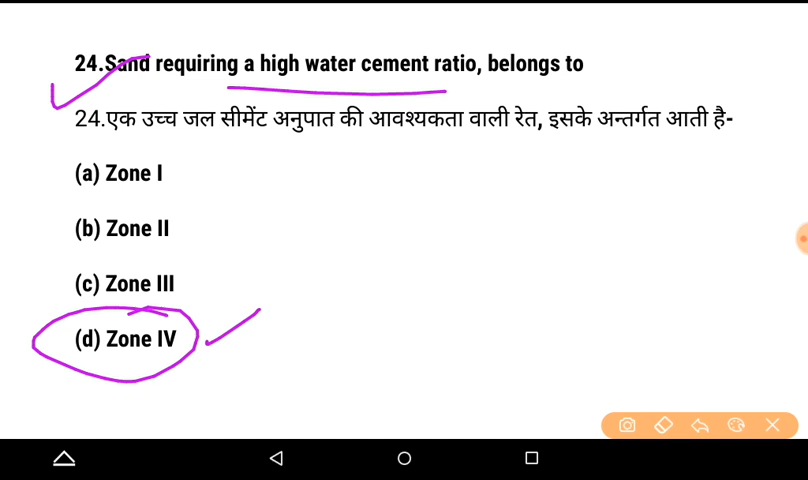 24.Sand requiring a high water cement ratio, belongs to
24.एक उच्च जल सीमेंट अनुपात की आवश्यकता वाली रेत, इसके अन्तर्गत आती है-
(a) Zone I
(b) Zone II
(c) Zone III
(d) Zone IV